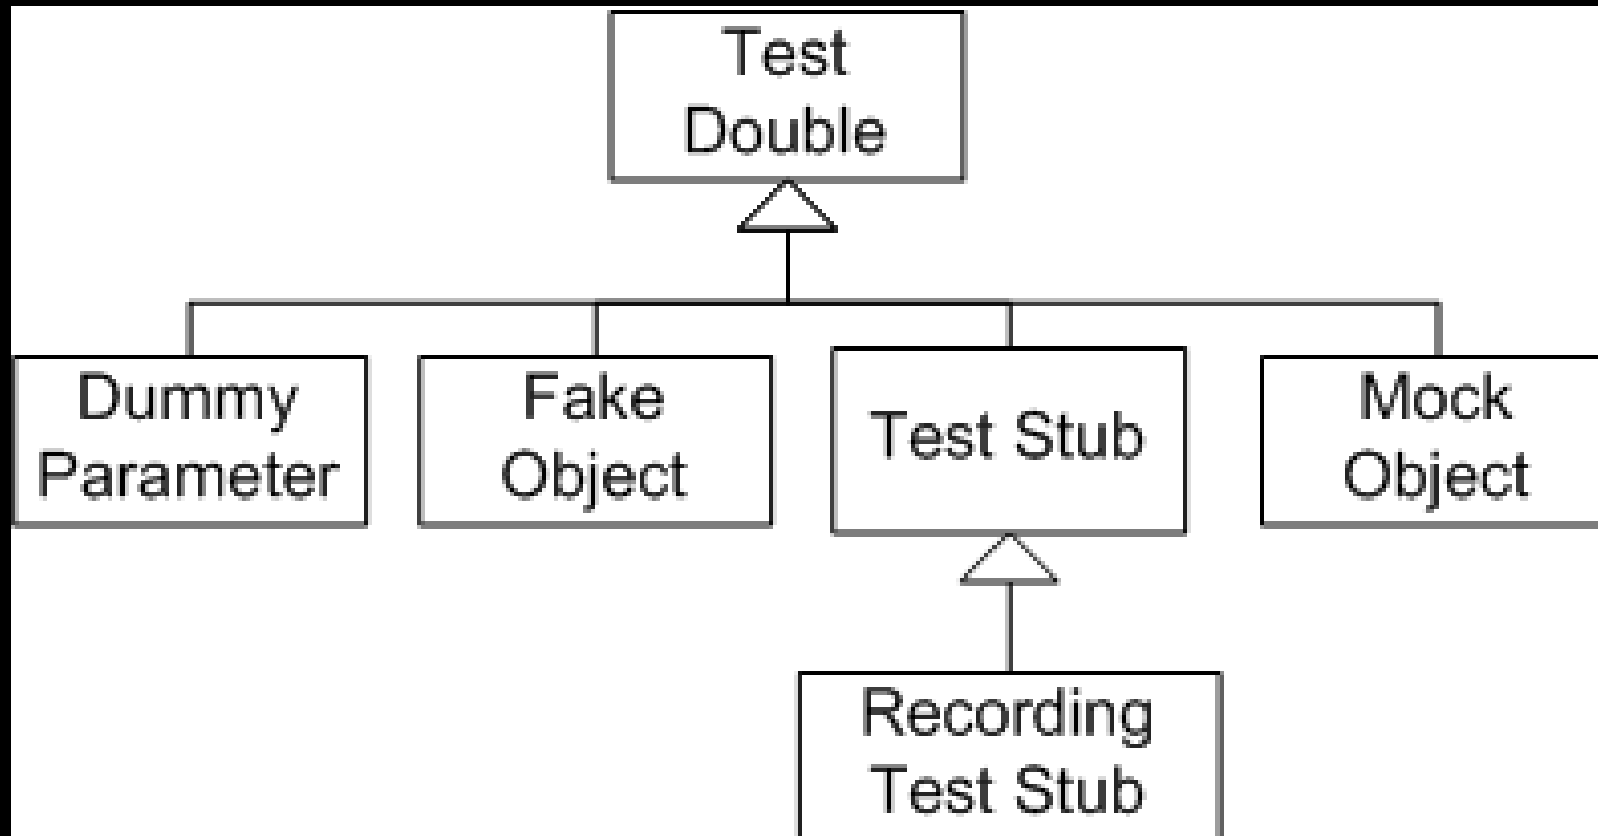 Test
Double
Dummy
Parameter
Fake
Object
Test Stub
Mock
Object
Recording
Test Stub